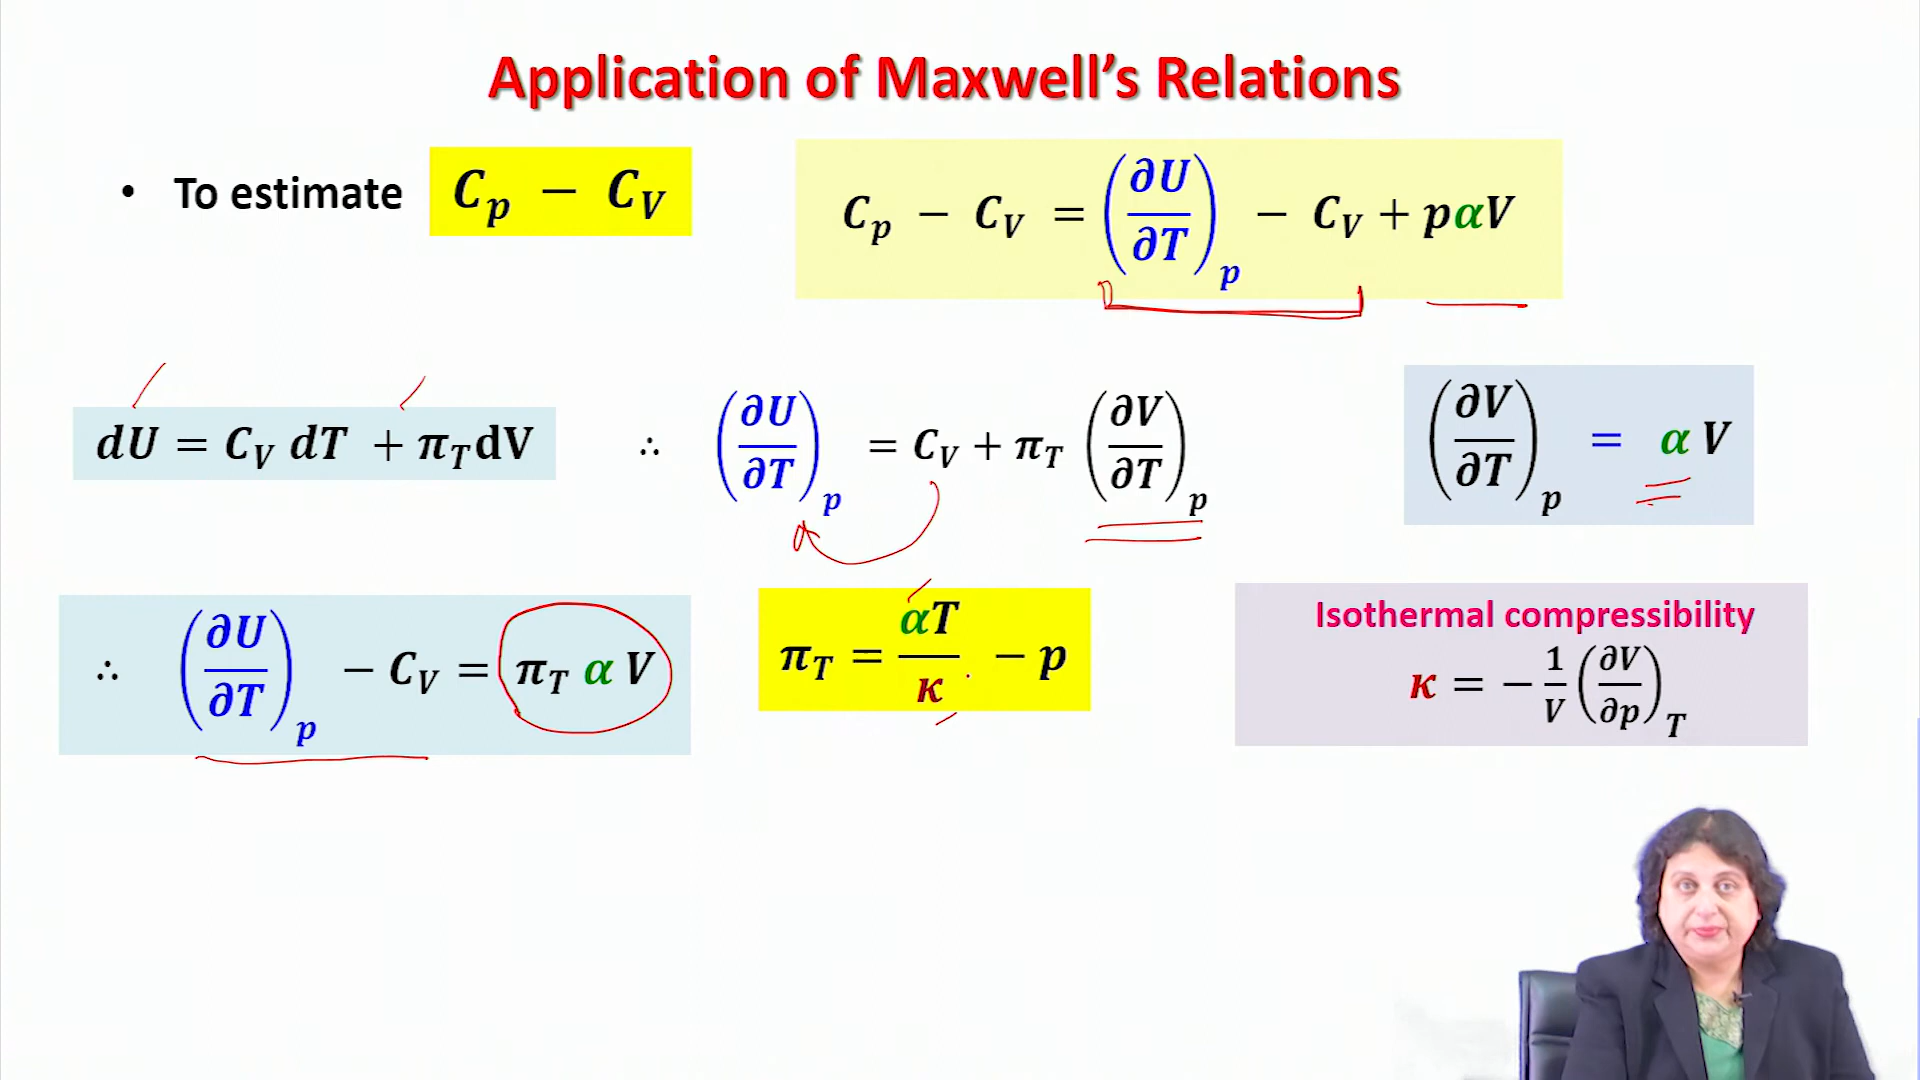 Application of Maxwell's Relations
• To estimate C_p − C_V
C_p − C_V = (∂U/∂T)_p − C_V + pαV
dU = C_V dT + π_T dV
∴ (∂U/∂T)_p = C_V + π_T (∂V/∂T)_p
(∂V/∂T)_p = α V
∴ (∂U/∂T)_p − C_V = π_T α V
π_T = αT/κ − p
Isothermal compressibility
κ = − 1/V (∂V/∂p)_T